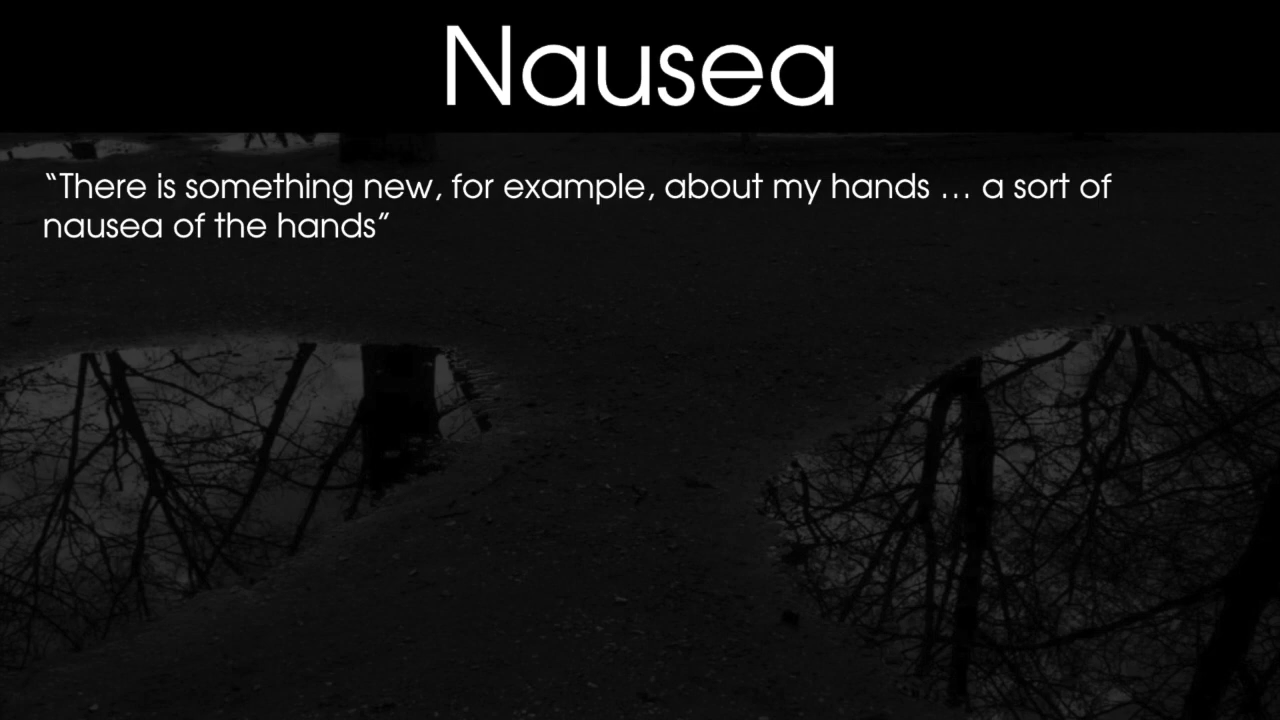 Nausea
“There is something new, for example, about my hands … a sort of
nausea of the hands”